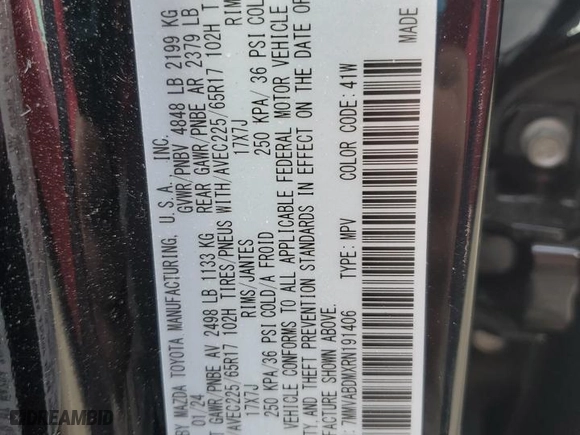 BY MAZDA TOYOTA MANUFACTURING, U.S.A., INC.
01/24 GVWR/PNBV 4848 LB 2199 KG
T GAWR/PNBE AV 2498 LB 1133 KG REAR GAWR/PNBE AR 2379 LB
/AVEC225/65R17 102H TIRES/PNEUS WITH/AVEC225/65R17 102H T
17X7J RIMS/JANTES 17X7J RIMS
250 KPA/36 PSI COLD/A FROID 250 KPA/ 36 PSI COL
VEHICLE CONFORMS TO ALL APPLICABLE FEDERAL MOTOR VEHICLE
AND THEFT PREVENTION STANDARDS IN EFFECT ON THE DATE OF
FACTURE SHOWN ABOVE.
: 7MMVABDMXRN191406 TYPE: MPV COLOR CODE: 41W
MADE
DREAMBID